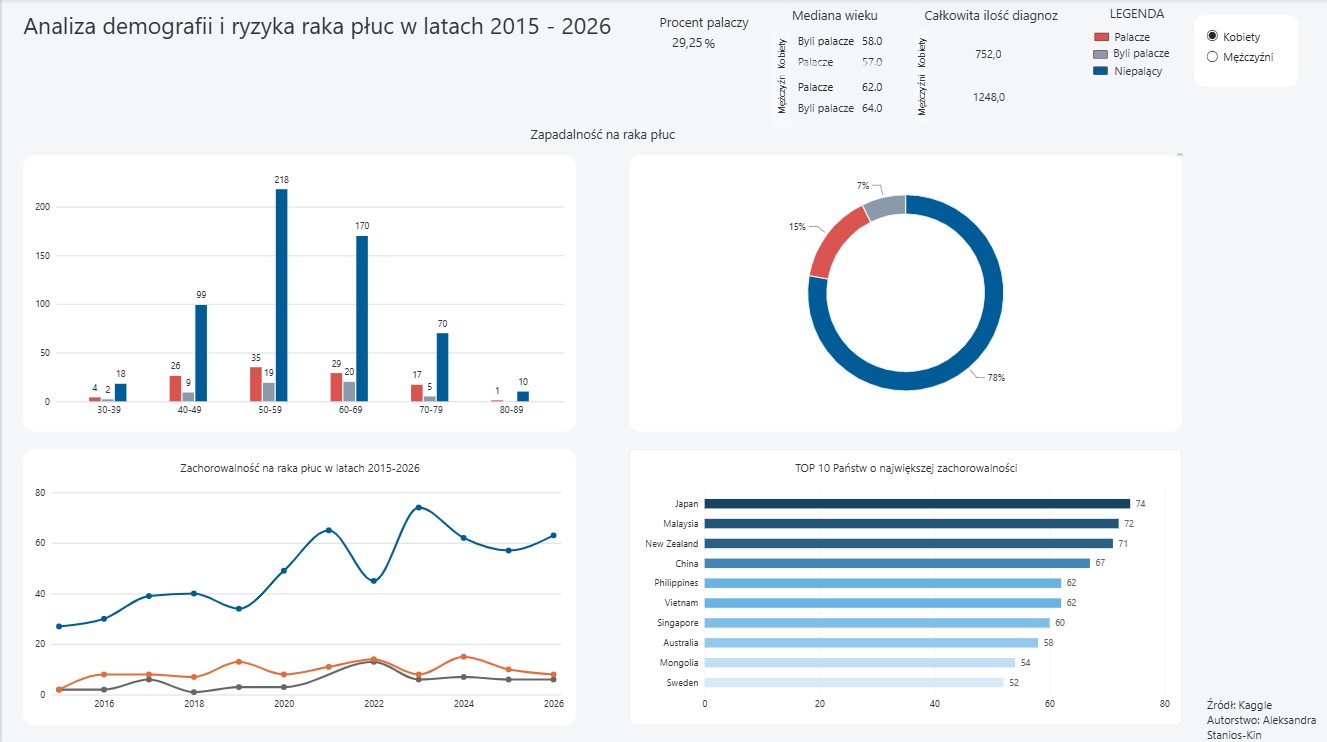 Analiza demografii i ryzyka raka płuc w latach 2015 - 2026
Procent palaczy
29,25 %
Mediana wieku
Kobiety
Byli palacze 58.0
Palacze 57.0
Mężczyźn
Palacze 62.0
Byli palacze 64.0
Całkowita ilość diagnoz
Kobiety
752,0
Mężczyźni
1248,0
LEGENDA
Palacze
Byli palacze
Niepalący
Kobiety
Mężczyźni
Zapadalność na raka płuc
200
150
100
50
0
4 2 18
26 9 99
35 19 218
29 20 170
17 5 70
1 10
30-39 40-49 50-59 60-69 70-79 80-89
7%
15%
78%
Zachorowalność na raka płuc w latach 2015-2026
80
60
40
20
0
2016 2018 2020 2022 2024 2026
TOP 10 Państw o największej zachorowalności
Japan 74
Malaysia 72
New Zealand 71
China 67
Philippines 62
Vietnam 62
Singapore 60
Australia 58
Mongolia 54
Sweden 52
0 20 40 60 80
Źródł: Kaggle
Autorstwo: Aleksandra
Stanios-Kin